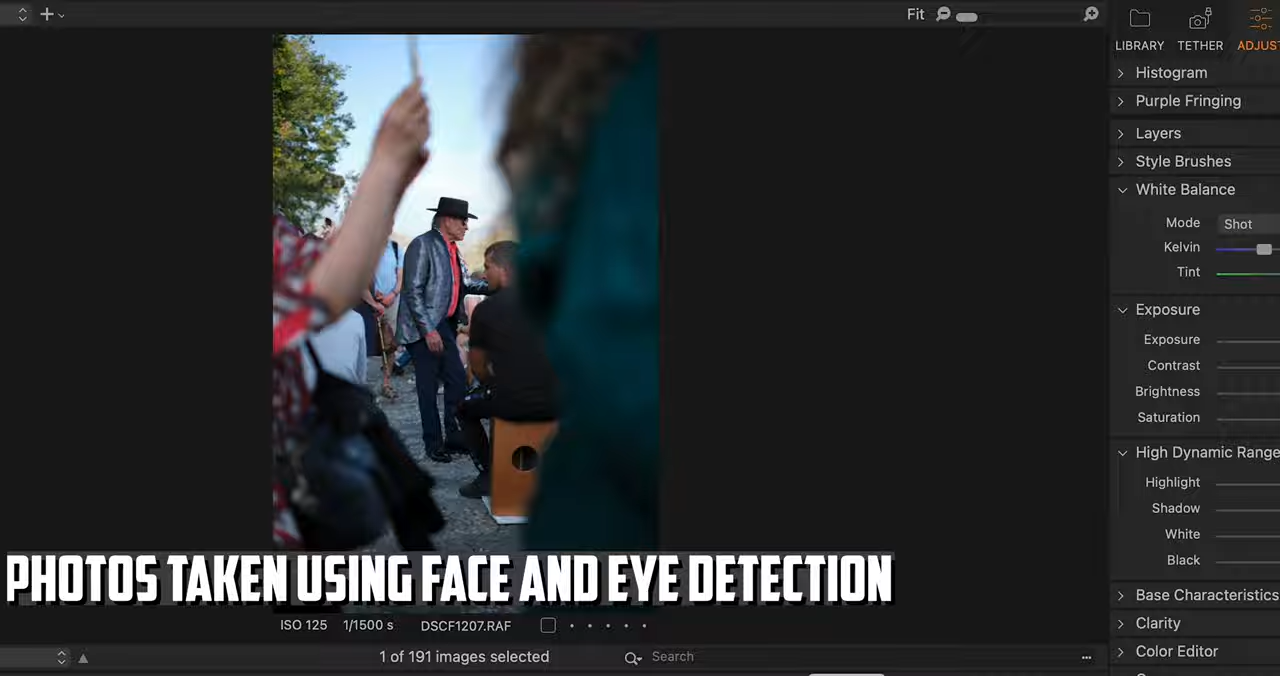 Fit
LIBRARY TETHER ADJUS
Histogram
Purple Fringing
Layers
Style Brushes
White Balance
Mode Shot
Kelvin
Tint
Exposure
Exposure
Contrast
Brightness
Saturation
High Dynamic Range
Highlight
Shadow
White
Black
Base Characteristics
Clarity
Color Editor
PHOTOS TAKEN USING FACE AND EYE DETECTION
ISO 125 1/1500 s DSCF1207.RAF
1 of 191 images selected Search